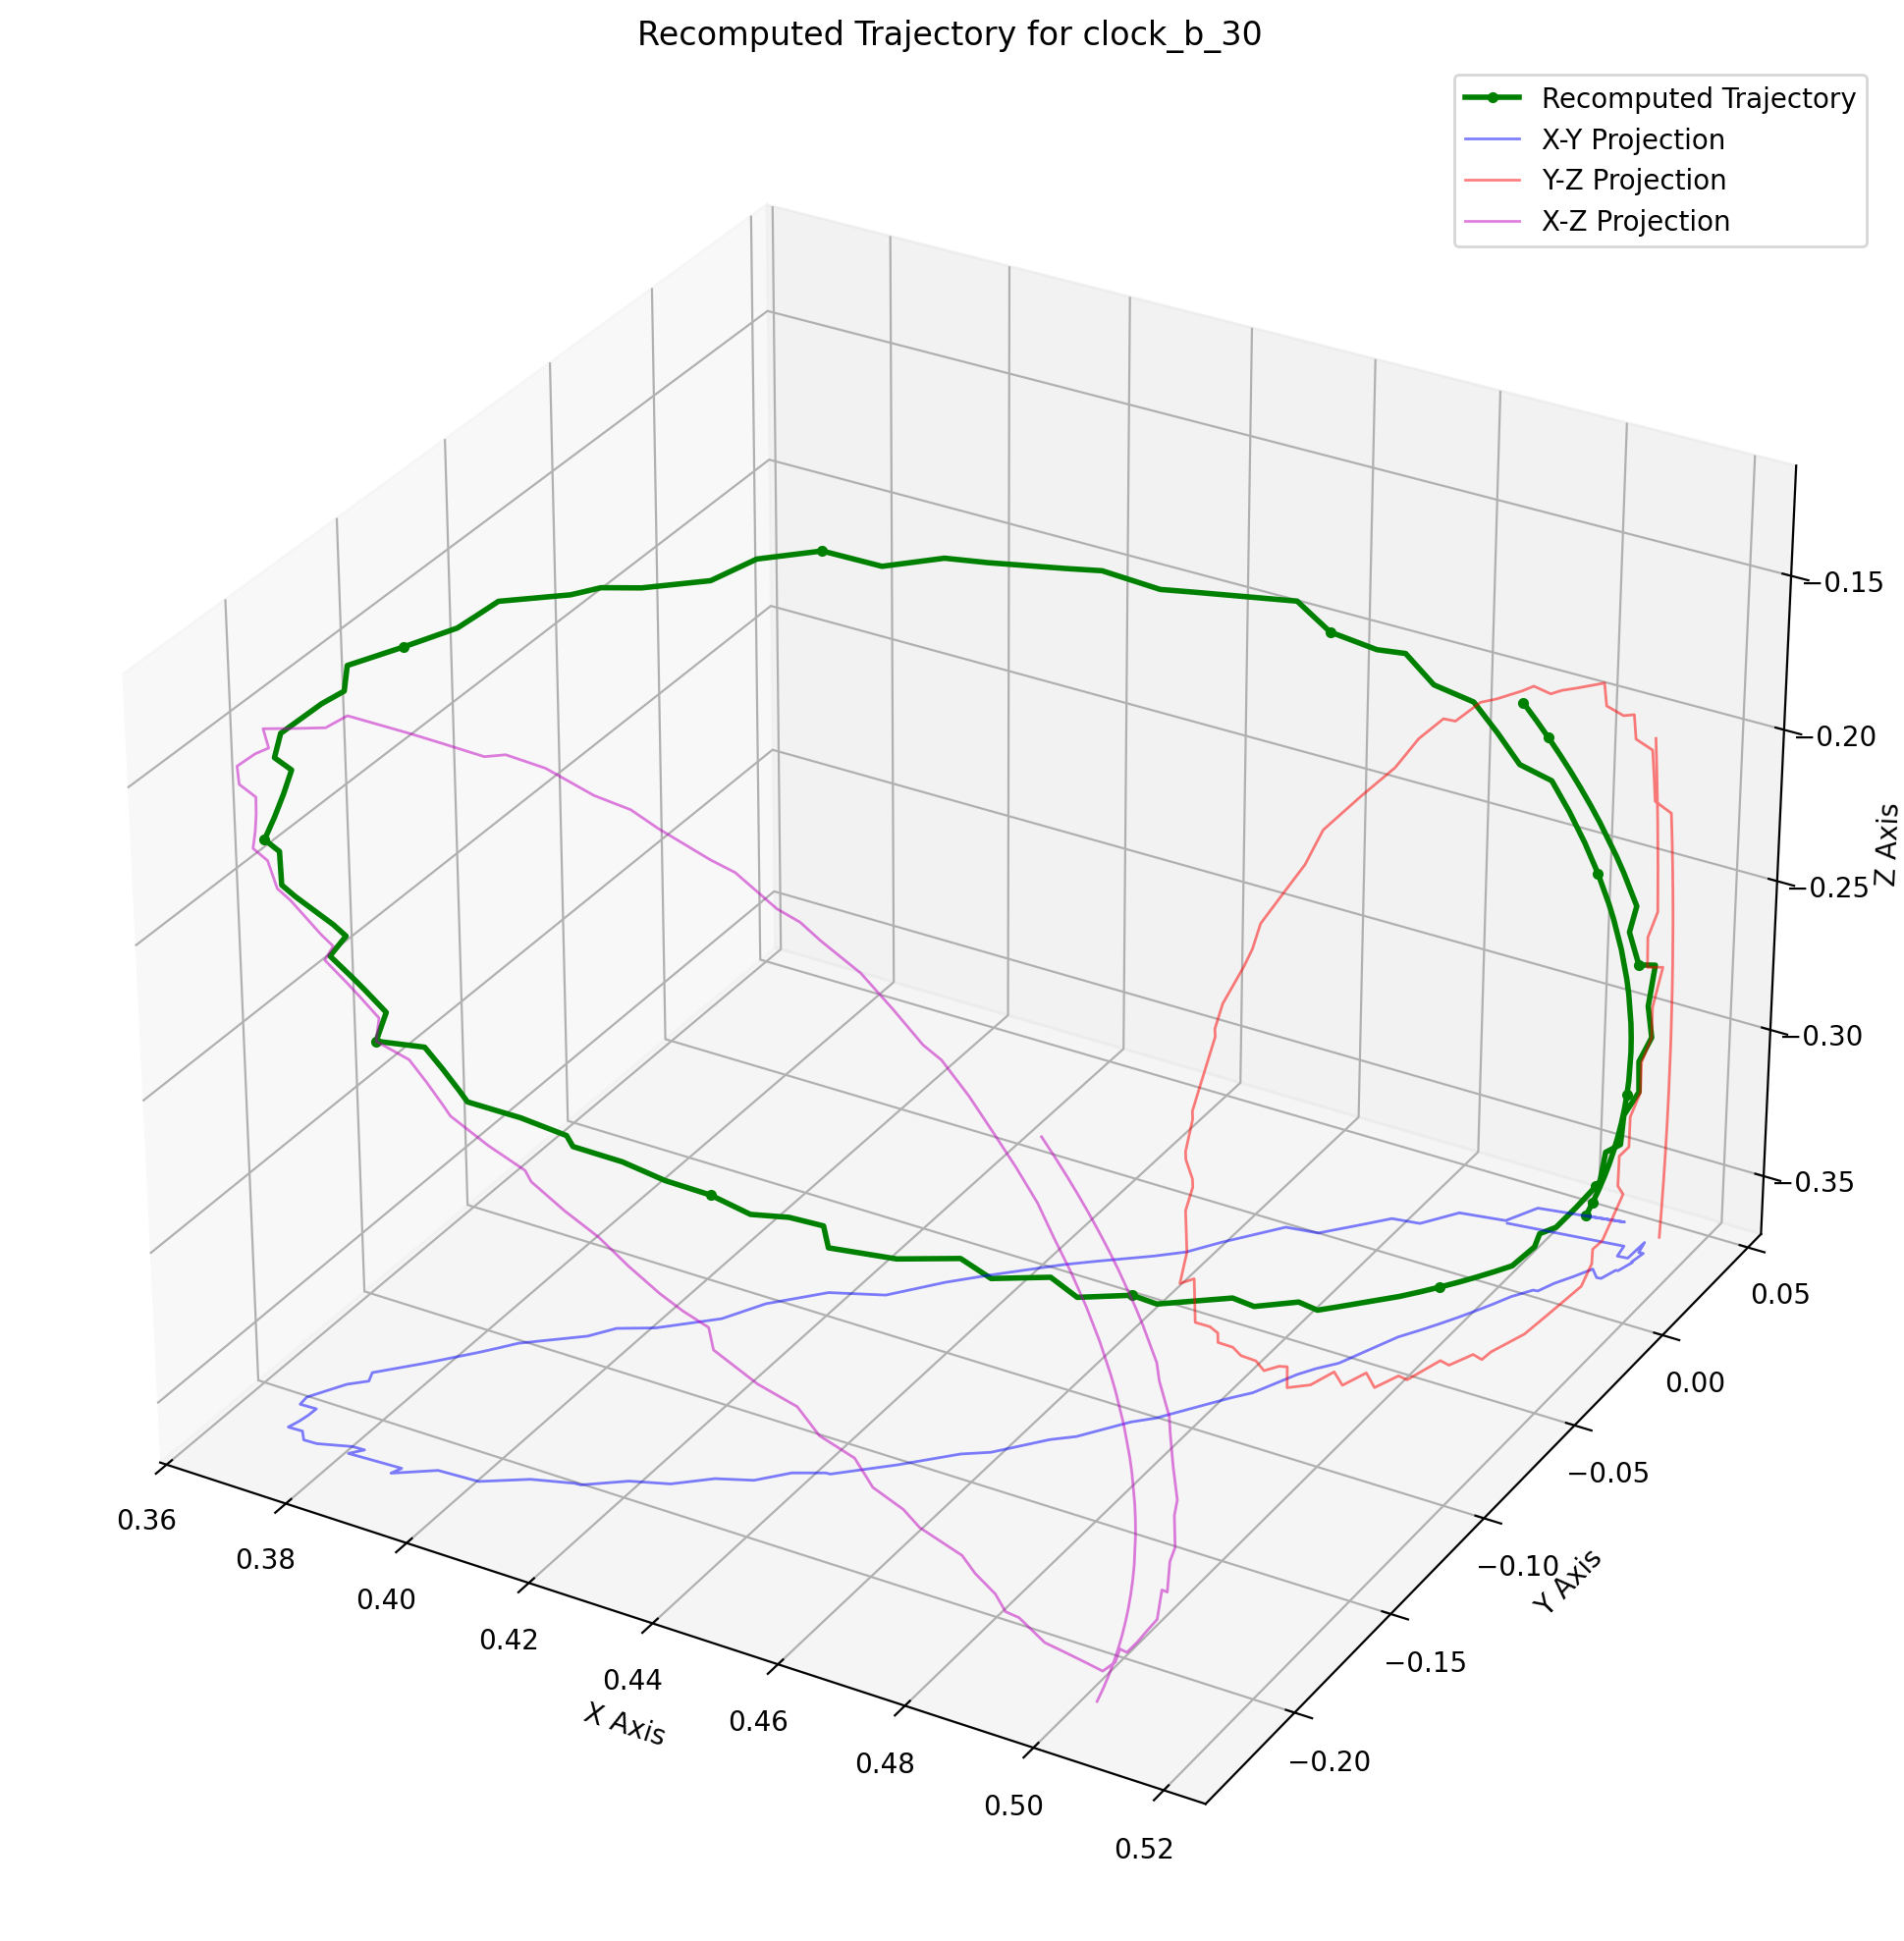 Recomputed Trajectory for clock_b_30
Recomputed Trajectory
X-Y Projection
Y-Z Projection
X-Z Projection
−0.15
−0.20
−0.25
−0.30
−0.35
Z Axis
0.05
0.00
−0.05
−0.10
−0.15
−0.20
Y Axis
0.36
0.38
0.40
0.42
0.44
0.46
0.48
0.50
0.52
X Axis